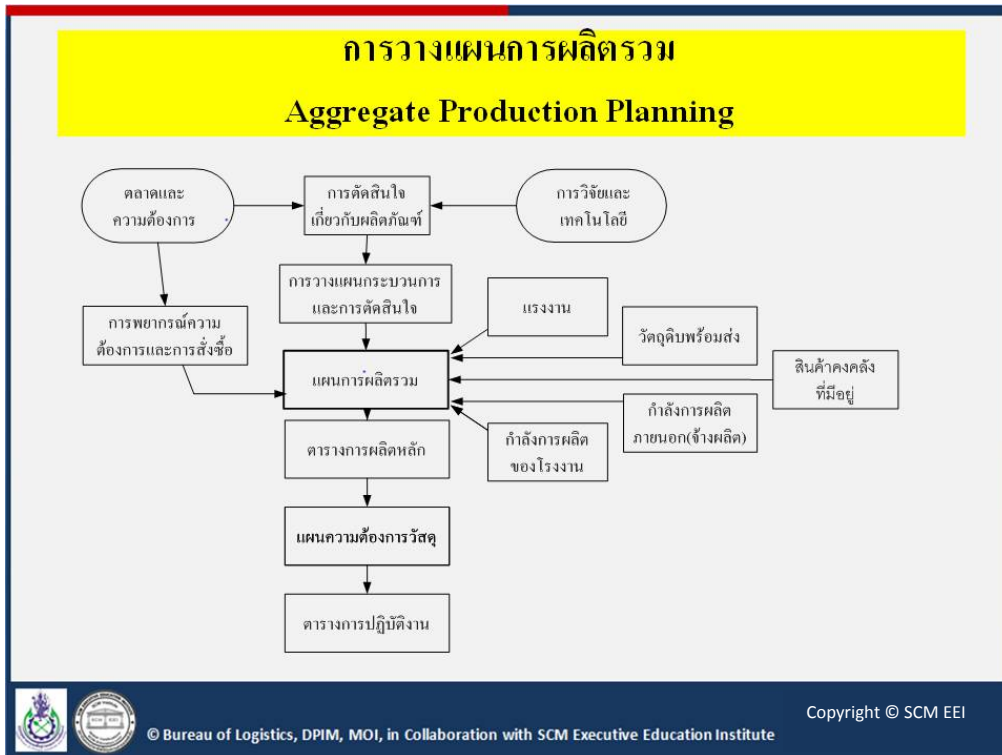 การวางแผนการผลิตรวม
Aggregate Production Planning
ตลาดและ
ความต้องการ
การตัดสินใจ
เกี่ยวกับผลิตภัณฑ์
การวิจัยและ
เทคโนโลยี
การวางแผนกระบวนการ
และการตัดสินใจ
แรงงาน
การพยากรณ์ความ
ต้องการและการสั่งซื้อ
วัตถุดิบพร้อมส่ง
แผนการผลิตรวม
สินค้าคงคลัง
ที่มีอยู่
กำลังการผลิต
ภายนอก(จ้างผลิต)
ตารางการผลิตหลัก
กำลังการผลิต
ของโรงงาน
แผนความต้องการวัสดุ
ตารางการปฏิบัติงาน
Copyright © SCM EEI
© Bureau of Logistics, DPIM, MOI, in Collaboration with SCM Executive Education Institute